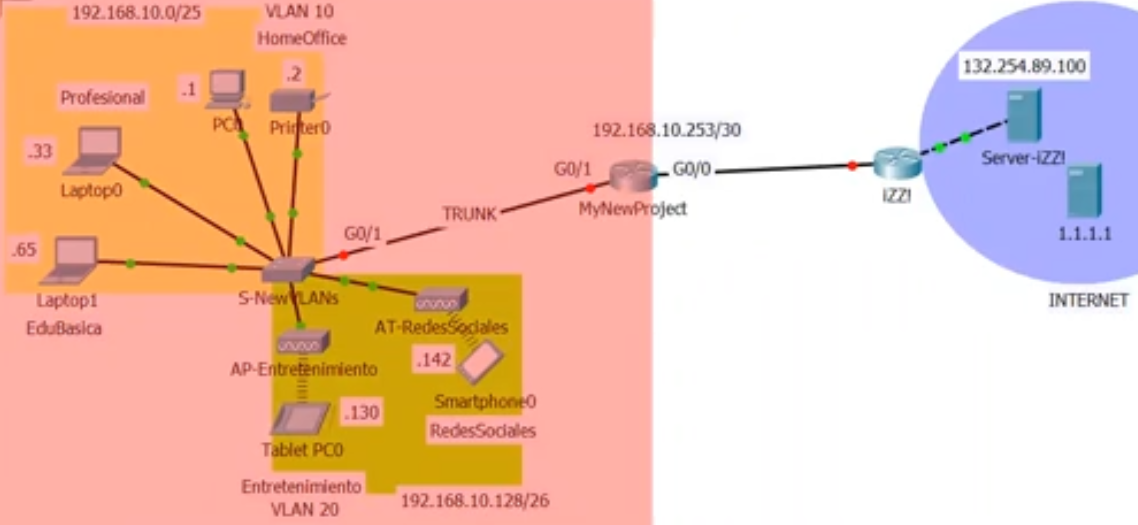 192.168.10.0/25
VLAN 10
HomeOffice
.1
.2
Profesional
PC0
Printer0
.33
Laptop0
.65
Laptop1
EduBasica
S-NewVLANs
G0/1
TRUNK
G0/1
192.168.10.253/30
G0/0
MyNewProject
iZZ!
132.254.89.100
Server-iZZ!
1.1.1.1
INTERNET
AT-RedesSociales
.142
AP-Entretenimiento
Smartphone0
.130
RedesSociales
Tablet PC0
Entretenimiento
VLAN 20
192.168.10.128/26